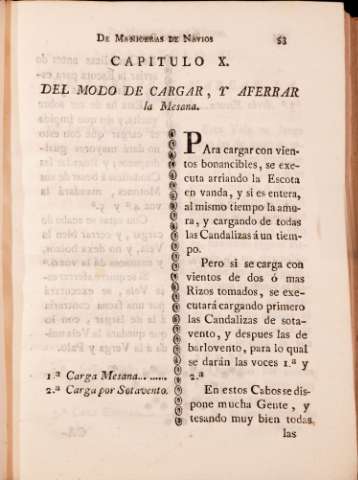 DE MANIOBRAS DE NAVIOS 53
CAPITULO X.
DEL MODO DE CARGAR, Y AFERRAR
la Mesana.
PAra cargar con vien-
tos bonancibles, se exe-
cuta arriando la Escota
en vanda, y si es entera,
al mismo tiempo la amu-
ra, y cargando de todas
las Candalizas á un tiem-
po.
Pero si se carga con
vientos de dos ó mas
Rizos tomados, se exe-
cutará cargando primero
las Candalizas de sota-
vento, y despues las de
barlovento, para lo qual
se darán las voces 1.ª y
2.ª
1.ª Carga Mesana... ......
2.ª Carga por Sotavento.
En estos Cabos se dis-
pone mucha Gente, y
tesando muy bien todas
las